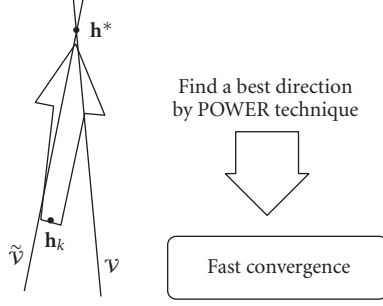 h*
Find a best direction
by POWER technique
h_k
Ṽ
V
Fast convergence